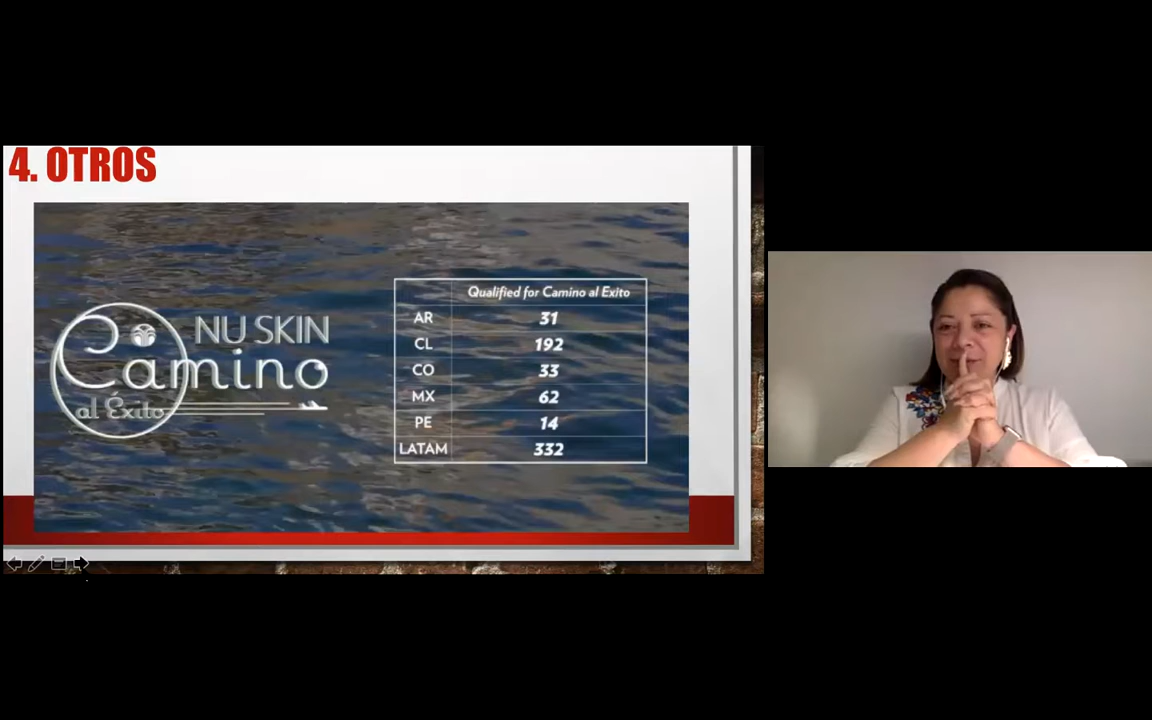 4. OTROS
NU SKIN
Camino
al Éxito
Qualified for Camino al Exito
AR 31
CL 192
CO 33
MX 62
PE 14
LATAM 332